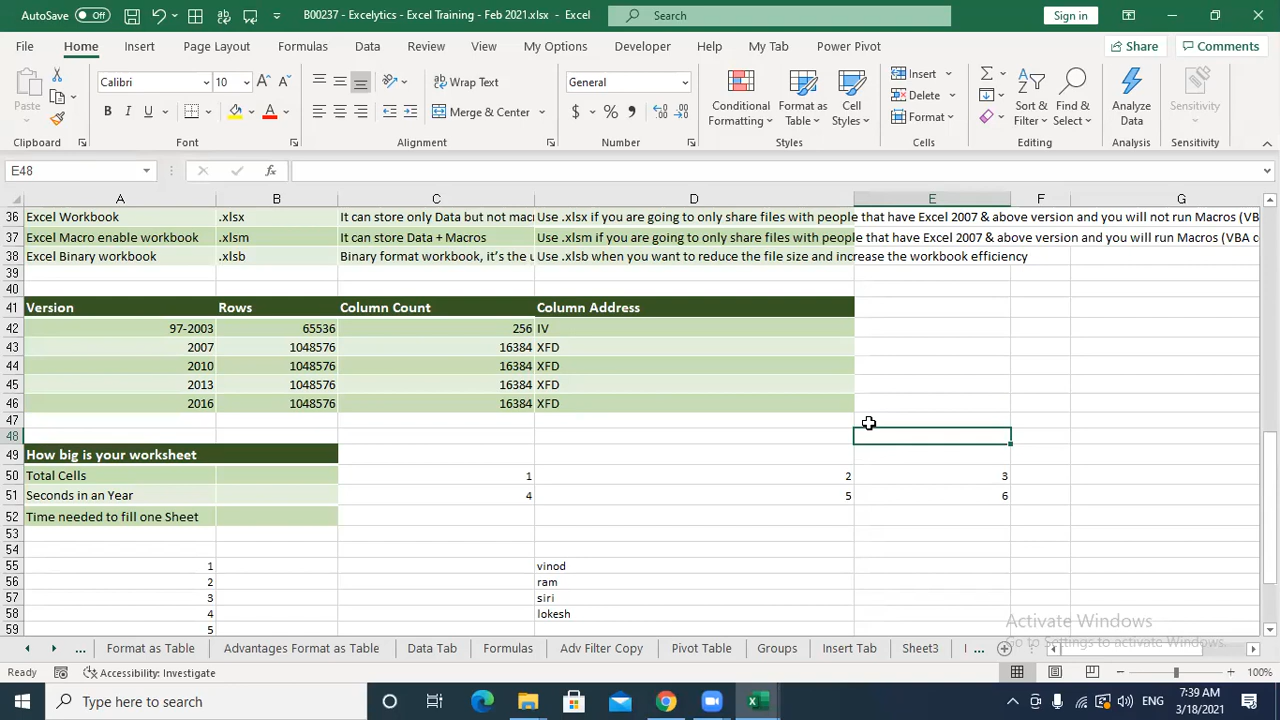 AutoSave Off B00237 - Excelytics - Excel Training - Feb 2021.xlsx - Excel Search Sign in
File Home Insert Page Layout Formulas Data Review View My Options Developer Help My Tab Power Pivot Share Comments
Paste Calibri 10 Wrap Text General Conditional Formatting Format as Table Cell Styles Insert Sort & Filter Find & Select Analyze Data Sensitivity
B I U Merge & Center $ % Delete
Format
Clipboard Font Alignment Number Styles Cells Editing Analysis Sensitivity
E48 fx
A B C D E F G
36 Excel Workbook .xlsx It can store only Data but not mac Use .xlsx if you are going to only share files with people that have Excel 2007 & above version and you will not run Macros (VB
37 Excel Macro enable workbook .xlsm It can store Data + Macros Use .xlsm if you are going to only share files with people that have Excel 2007 & above version and you will run Macros (VBA c
38 Excel Binary workbook .xlsb Binary format workbook, it's the u Use .xlsb when you want to reduce the file size and increase the workbook efficiency
39
40
41 Version Rows Column Count Column Address
42 97-2003 65536 256 IV
43 2007 1048576 16384 XFD
44 2010 1048576 16384 XFD
45 2013 1048576 16384 XFD
46 2016 1048576 16384 XFD
47
48
49 How big is your worksheet
50 Total Cells 1 2 3
51 Seconds in an Year 4 5 6
52 Time needed to fill one Sheet
53
54
55 1 vinod
56 2 ram
57 3 siri
58 4 lokesh
59 5
Activate Windows
Go to Settings to activate Windows.
... Format as Table Advantages Format as Table Date Formulas Adv Filter Copy Pivot Table Groups Insert Tab Sheet3 ...
Ready Accessibility: Investigate 100%
Type here to search ENG 7:39 AM
3/18/2021